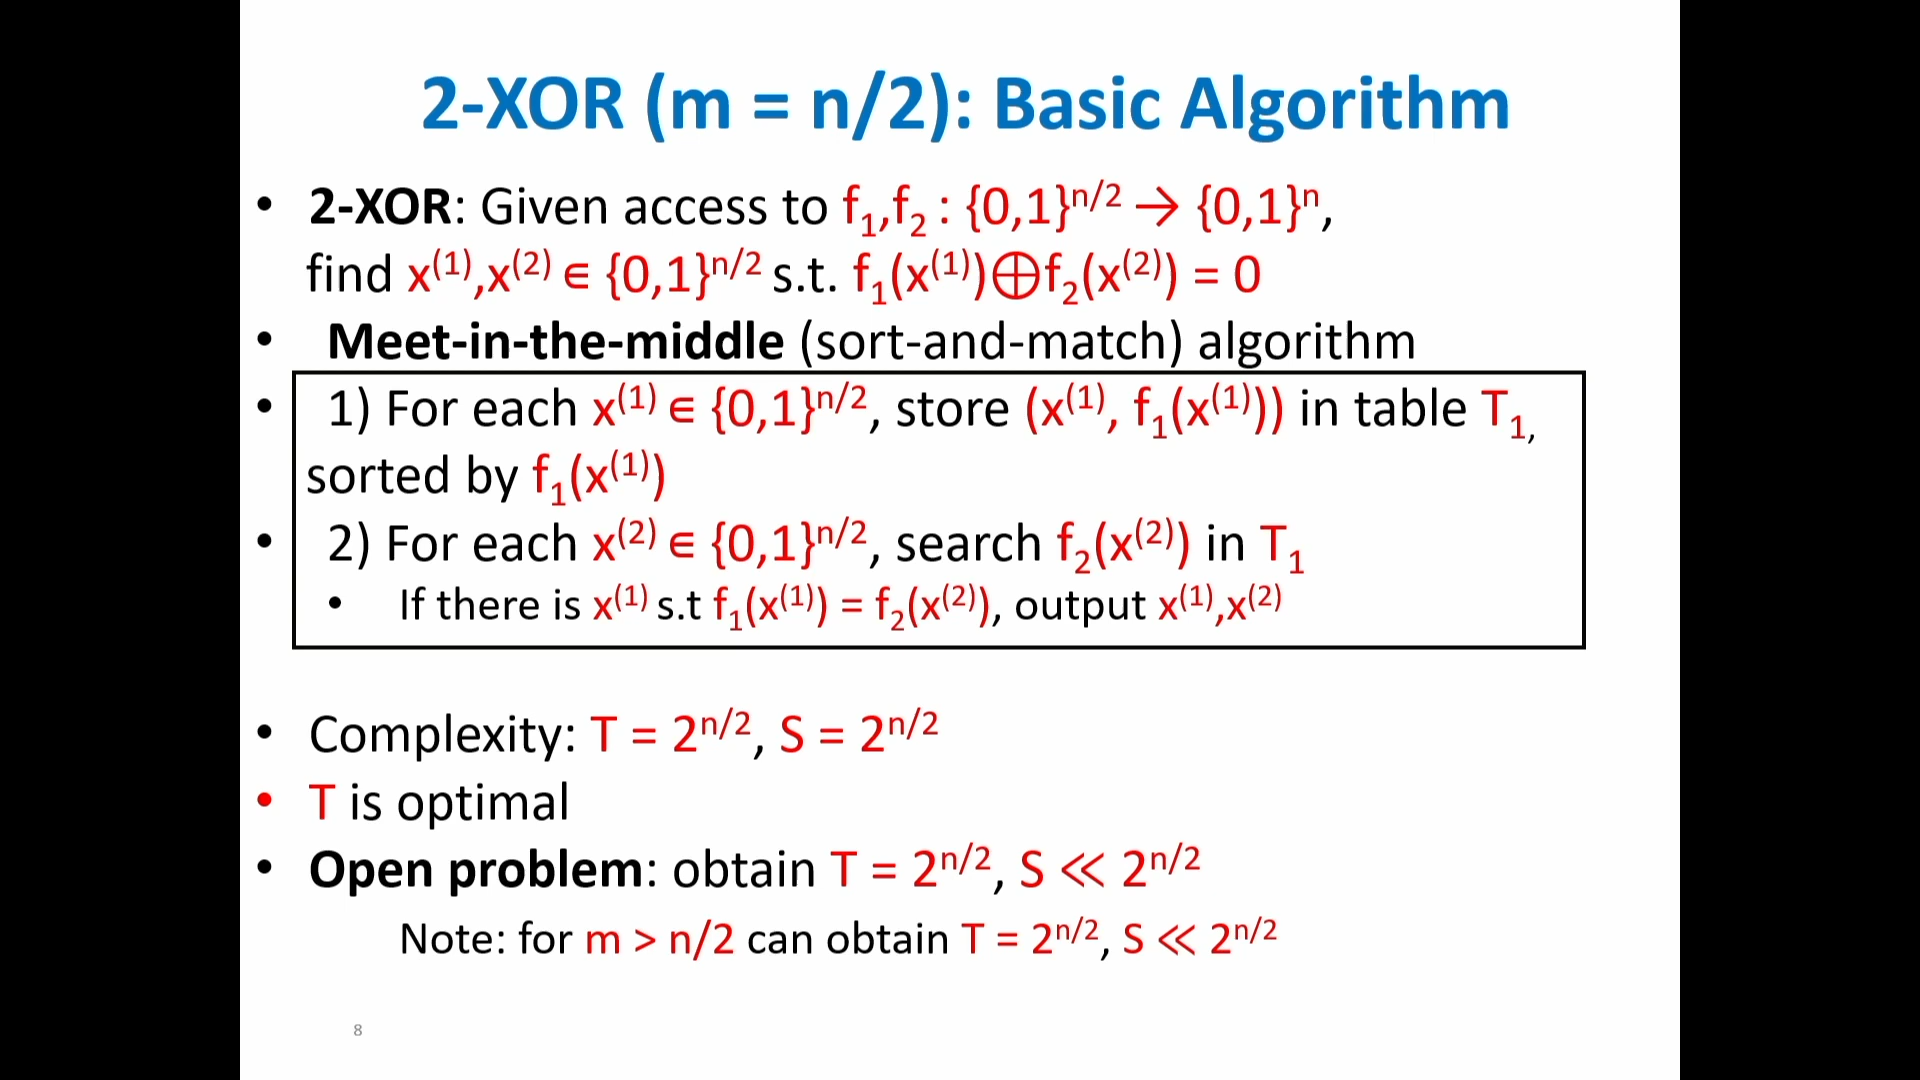 2-XOR (m = n/2): Basic Algorithm
• 2-XOR: Given access to f₁,f₂ : {0,1}ⁿ/² → {0,1}ⁿ,
find x⁽¹⁾,x⁽²⁾ ∈ {0,1}ⁿ/² s.t. f₁(x⁽¹⁾)⊕f₂(x⁽²⁾) = 0
• Meet-in-the-middle (sort-and-match) algorithm
• 1) For each x⁽¹⁾ ∈ {0,1}ⁿ/², store (x⁽¹⁾, f₁(x⁽¹⁾)) in table T₁,
sorted by f₁(x⁽¹⁾)
• 2) For each x⁽²⁾ ∈ {0,1}ⁿ/², search f₂(x⁽²⁾) in T₁
• If there is x⁽¹⁾ s.t f₁(x⁽¹⁾) = f₂(x⁽²⁾), output x⁽¹⁾,x⁽²⁾
• Complexity: T = 2ⁿ/², S = 2ⁿ/²
• T is optimal
• Open problem: obtain T = 2ⁿ/², S ≪ 2ⁿ/²
Note: for m > n/2 can obtain T = 2ⁿ/², S ≪ 2ⁿ/²
8